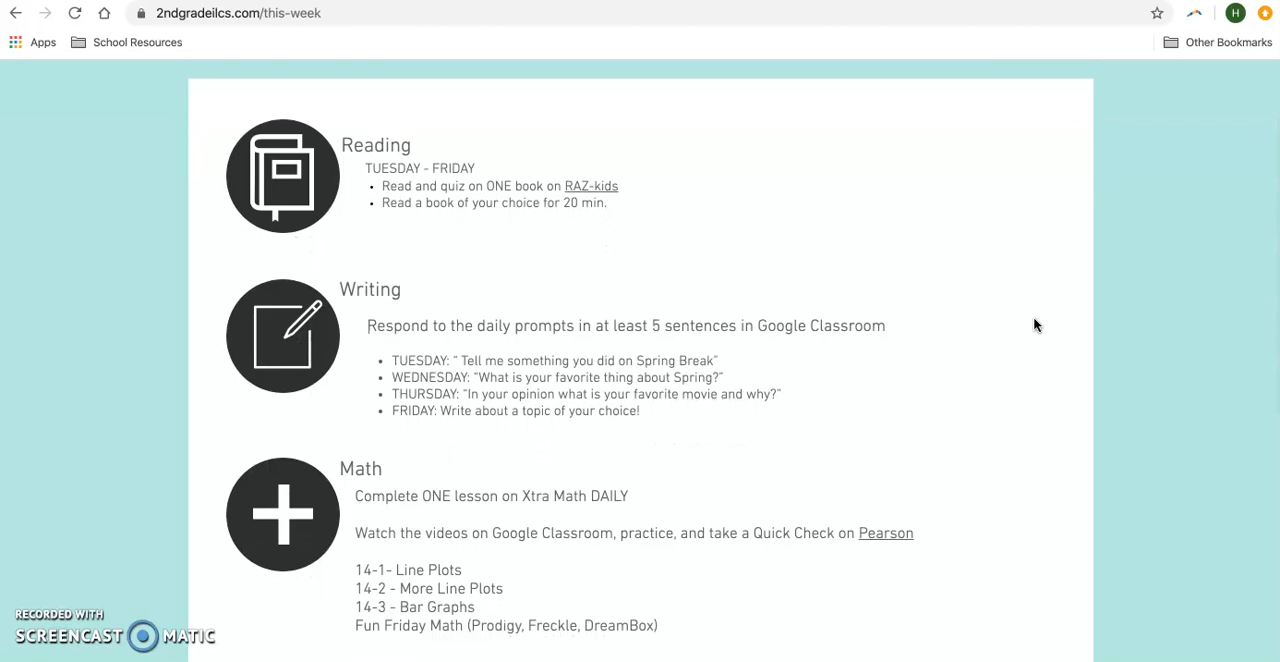 2ndgradeilcs.com/this-week
H
Apps
School Resources
Other Bookmarks
Reading
TUESDAY - FRIDAY
• Read and quiz on ONE book on RAZ-kids
• Read a book of your choice for 20 min.
Writing
Respond to the daily prompts in at least 5 sentences in Google Classroom
• TUESDAY: “ Tell me something you did on Spring Break”
• WEDNESDAY: “What is your favorite thing about Spring?”
• THURSDAY: “In your opinion what is your favorite movie and why?”
• FRIDAY: Write about a topic of your choice!
Math
Complete ONE lesson on Xtra Math DAILY
Watch the videos on Google Classroom, practice, and take a Quick Check on Pearson
14-1- Line Plots
14-2 - More Line Plots
14-3 - Bar Graphs
Fun Friday Math (Prodigy, Freckle, DreamBox)
RECORDED WITH
SCREENCAST MATIC